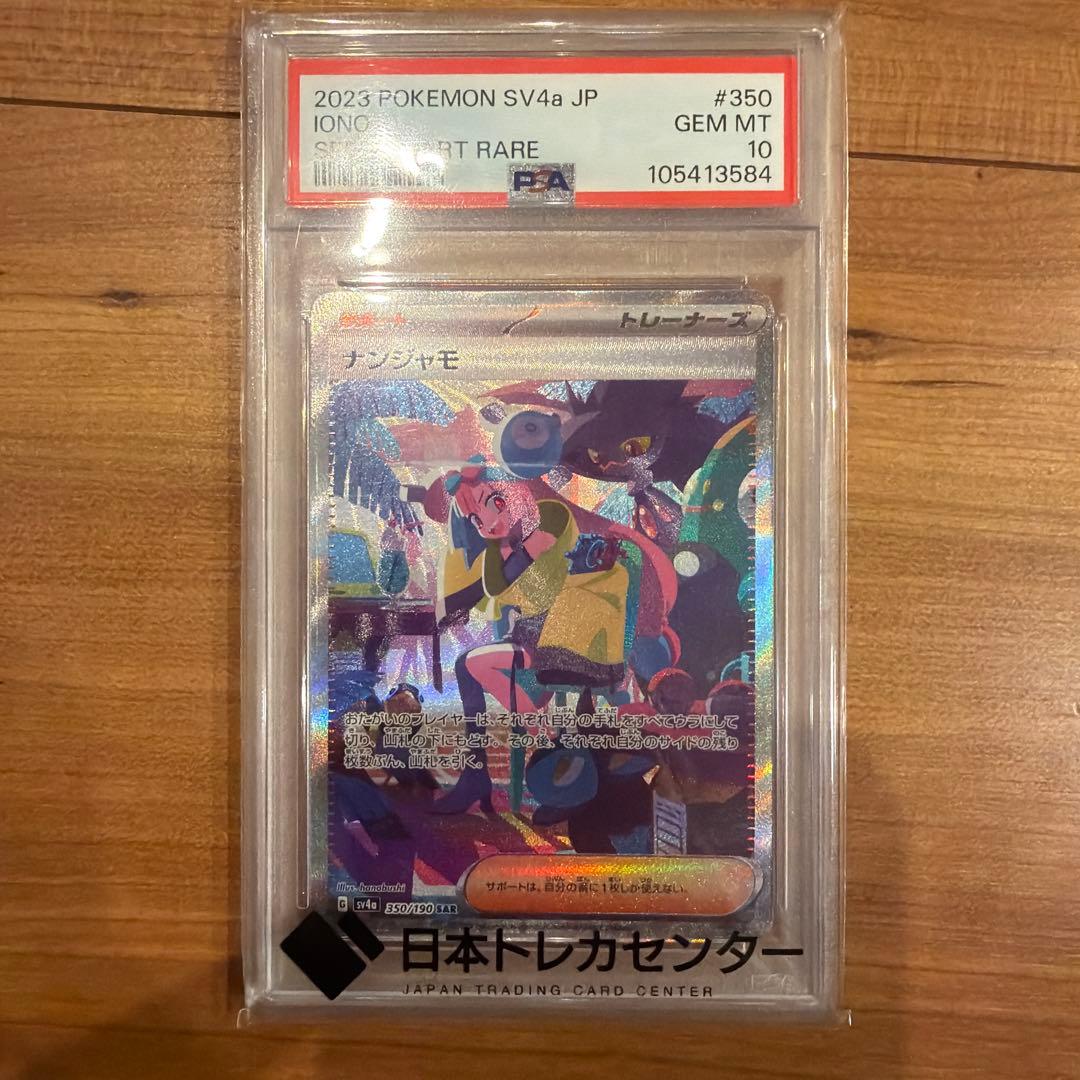 2023 POKEMON SV4a JP #350
IONO GEM MT
ART RARE 10
PSA 105413584
トレーナーズ
ナンジャモ
おたがいのプレイヤーは、それぞれ自分の手札をすべてウラにして
切り、山札の下にもどす。その後、それぞれ自分のサイドの残り
枚数ぶん、山札を引く。
サポートは、自分の番に1枚しか使えない。
Illus. hanabushi
G SV4a 350/190 SAR
日本トレカセンター
JAPAN TRADING CARD CENTER